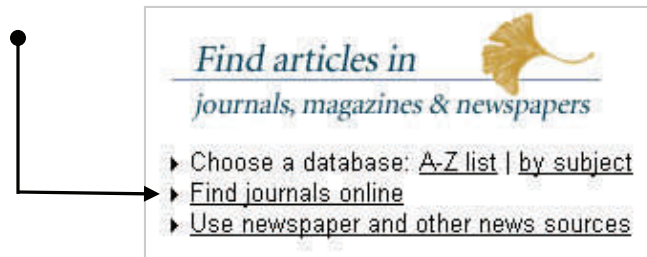 Find articles in
journals, magazines & newspapers
Choose a database: A-Z list | by subject
Find journals online
Use newspaper and other news sources